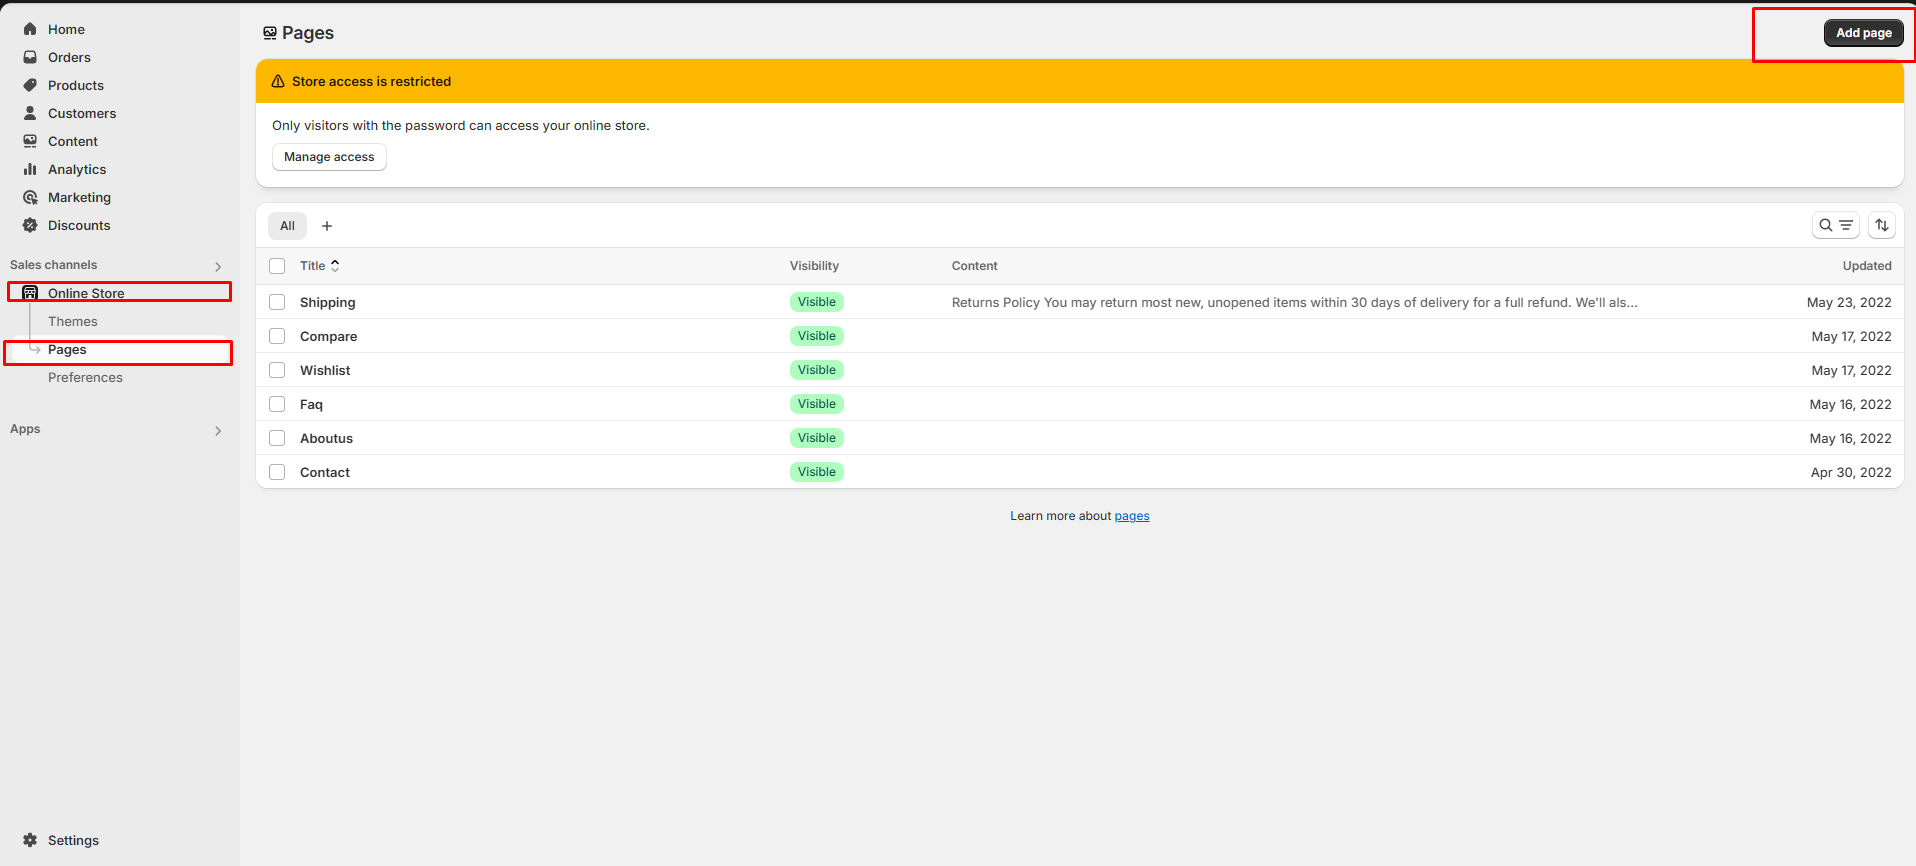 Home
Orders
Products
Customers
Content
Analytics
Marketing
Discounts
Sales channels
Online Store
Themes
Pages
Preferences
Apps
Settings
Pages
Add page
Store access is restricted
Only visitors with the password can access your online store.
Manage access
All +
Title Visibility Content Updated
Shipping Visible Returns Policy You may return most new, unopened items within 30 days of delivery for a full refund. We'll als... May 23, 2022
Compare Visible May 17, 2022
Wishlist Visible May 17, 2022
Faq Visible May 16, 2022
Aboutus Visible May 16, 2022
Contact Visible Apr 30, 2022
Learn more about pages